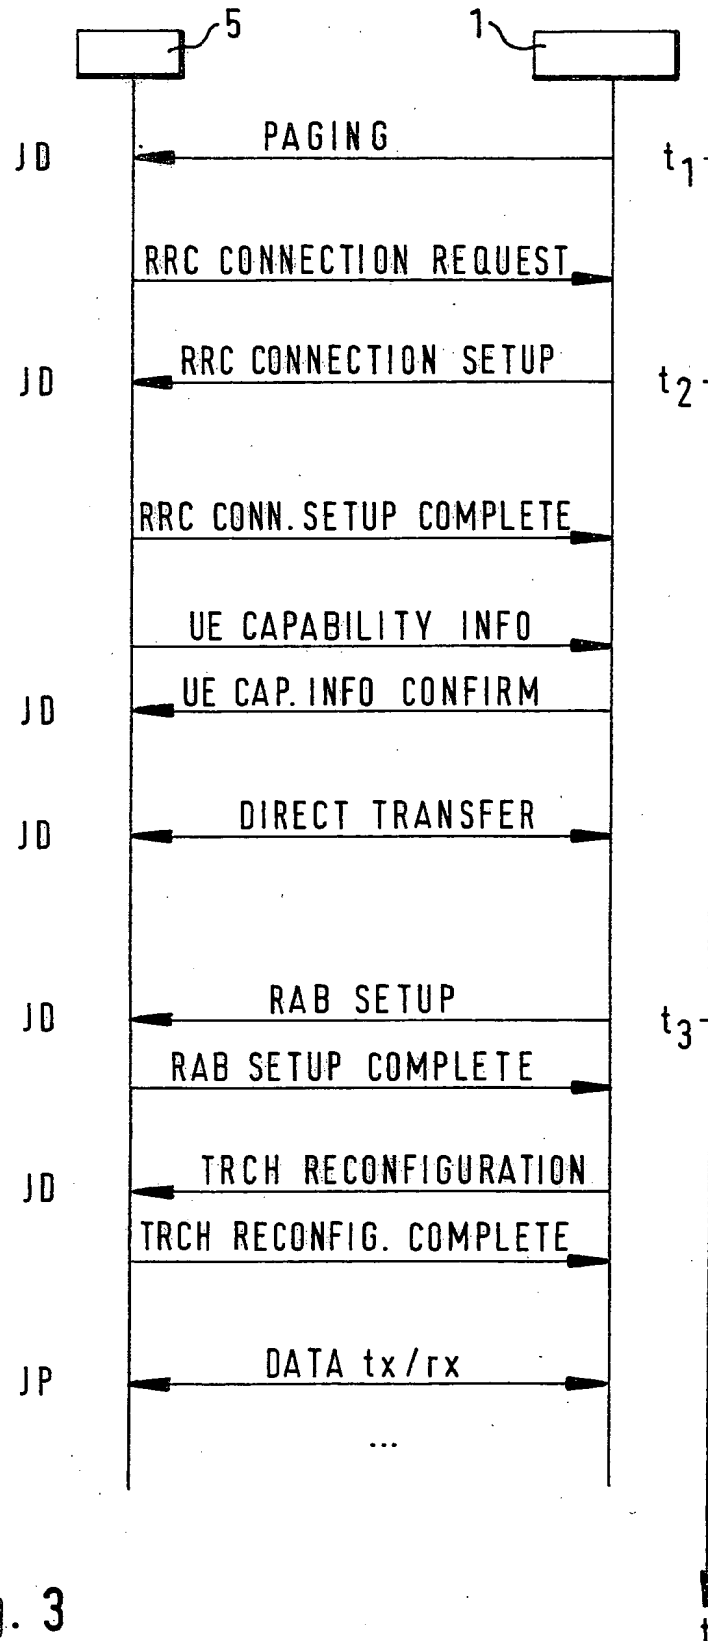 5 1
PAGING
JD t1
RRC CONNECTION REQUEST
RRC CONNECTION SETUP
JD t2
RRC CONN. SETUP COMPLETE
UE CAPABILITY INFO
UE CAP. INFO CONFIRM
JD
DIRECT TRANSFER
JD
RAB SETUP
JD t3
RAB SETUP COMPLETE
TRCH RECONFIGURATION
JD
TRCH RECONFIG. COMPLETE
DATA tx/rx
JP
...
. 3
t